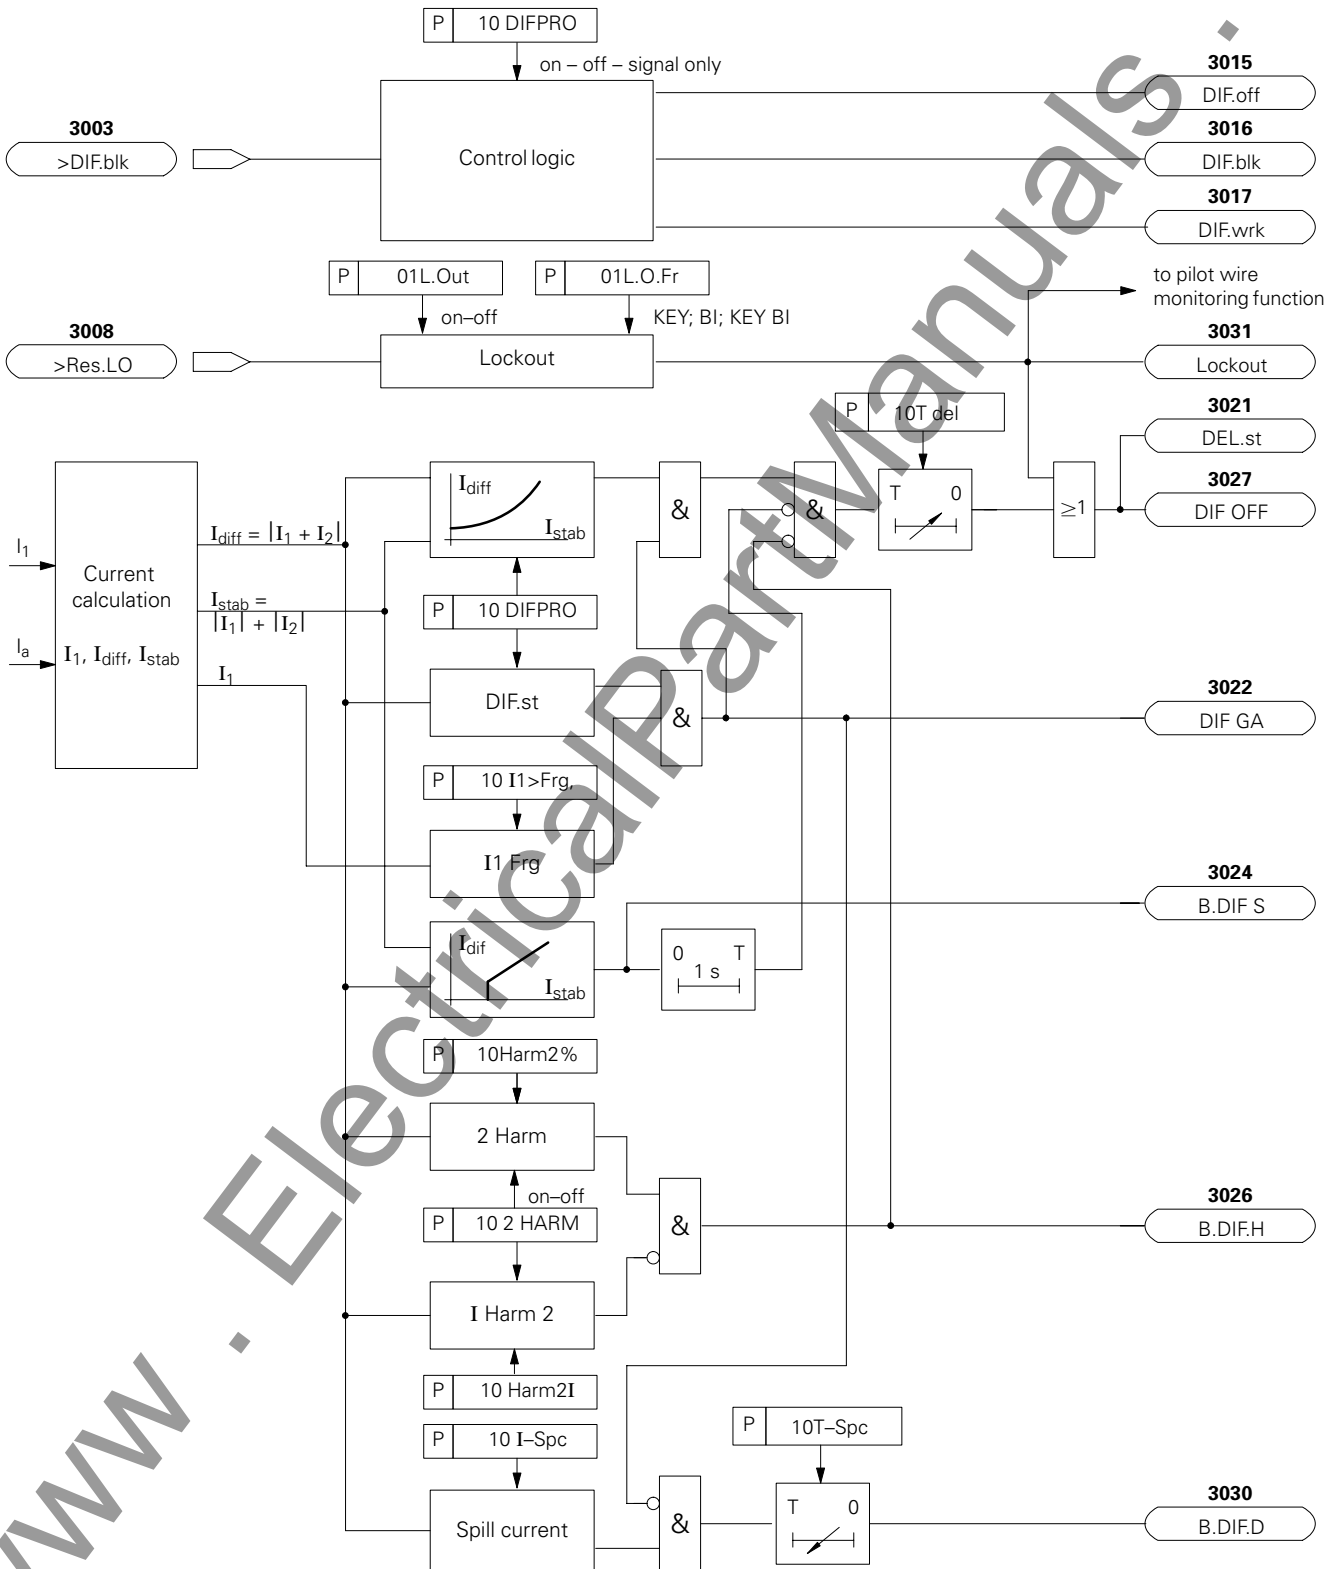 P 10 DIFPRO
on – off – signal only
3015
DIF.off
3003
>DIF.blk
Control logic
3016
DIF.blk
3017
DIF.wrk
P 01L.Out
P 01L.O.Fr
to pilot wire
monitoring function
on–off
KEY; BI; KEY BI
3008
>Res.LO
Lockout
3031
Lockout
P 10T del
3021
DEL.st
Idiff
Istab
&
&
T 0
≥1
3027
DIF OFF
I1
Idiff = |I1 + I2|
Current
calculation
Istab =
|I1| + |I2|
P 10 DIFPRO
Ia
I1, Idiff, Istab
I1
DIF.st
&
3022
DIF GA
P 10 I1>Frg,
I1 Frg
3024
B.DIF S
Idif
Istab
0 T
1 s
P 10Harm2%
2 Harm
on–off
P 10 2 HARM
&
3026
B.DIF.H
I Harm 2
P 10 Harm2I
P 10 I–Spc
P 10T–Spc
Spill current
&
T 0
3030
B.DIF.D
www . ElectricalPartManuals .